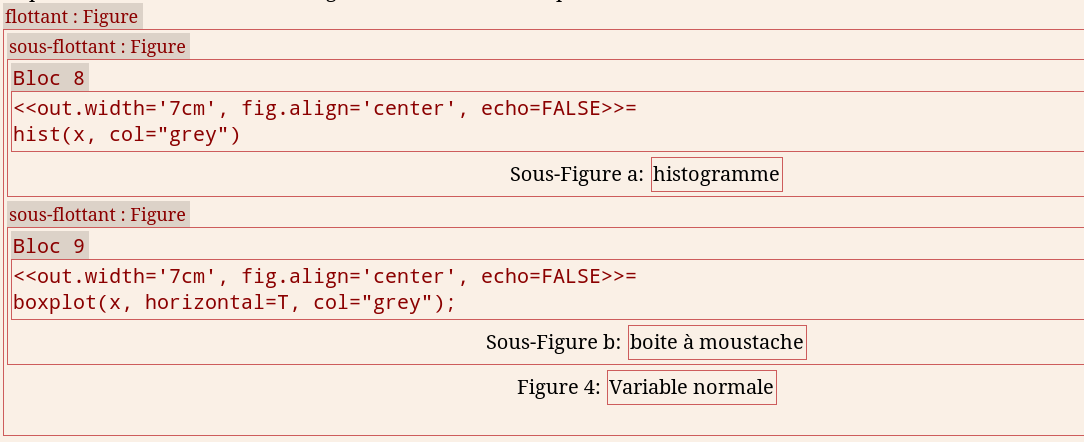 flottant : Figure
sous-flottant : Figure
Bloc 8
<<out.width='7cm', fig.align='center', echo=FALSE>>=
hist(x, col="grey")
Sous-Figure a: histogramme
sous-flottant : Figure
Bloc 9
<<out.width='7cm', fig.align='center', echo=FALSE>>=
boxplot(x, horizontal=T, col="grey");
Sous-Figure b: boite à moustache
Figure 4: Variable normale